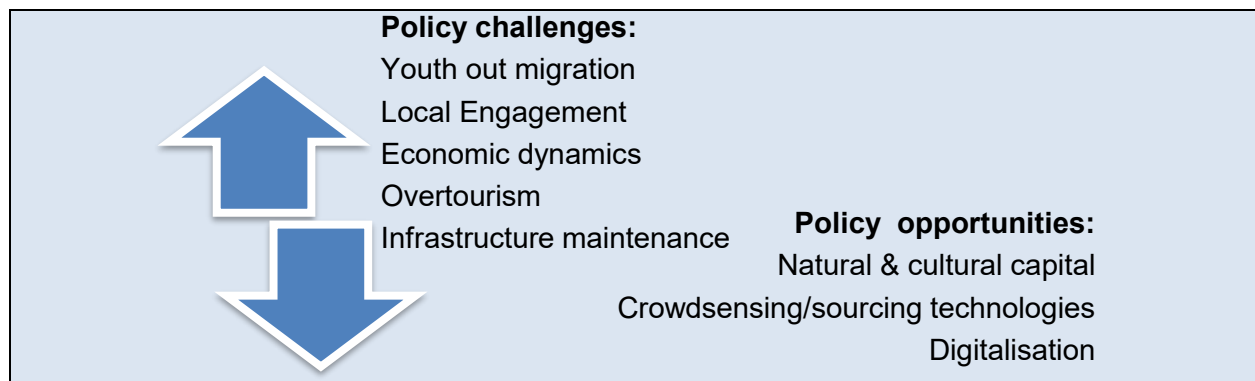 Policy challenges:
Youth out migration
Local Engagement
Economic dynamics
Overtourism
Infrastructure maintenance
Policy  opportunities:
Natural & cultural capital
Crowdsensing/sourcing technologies
Digitalisation